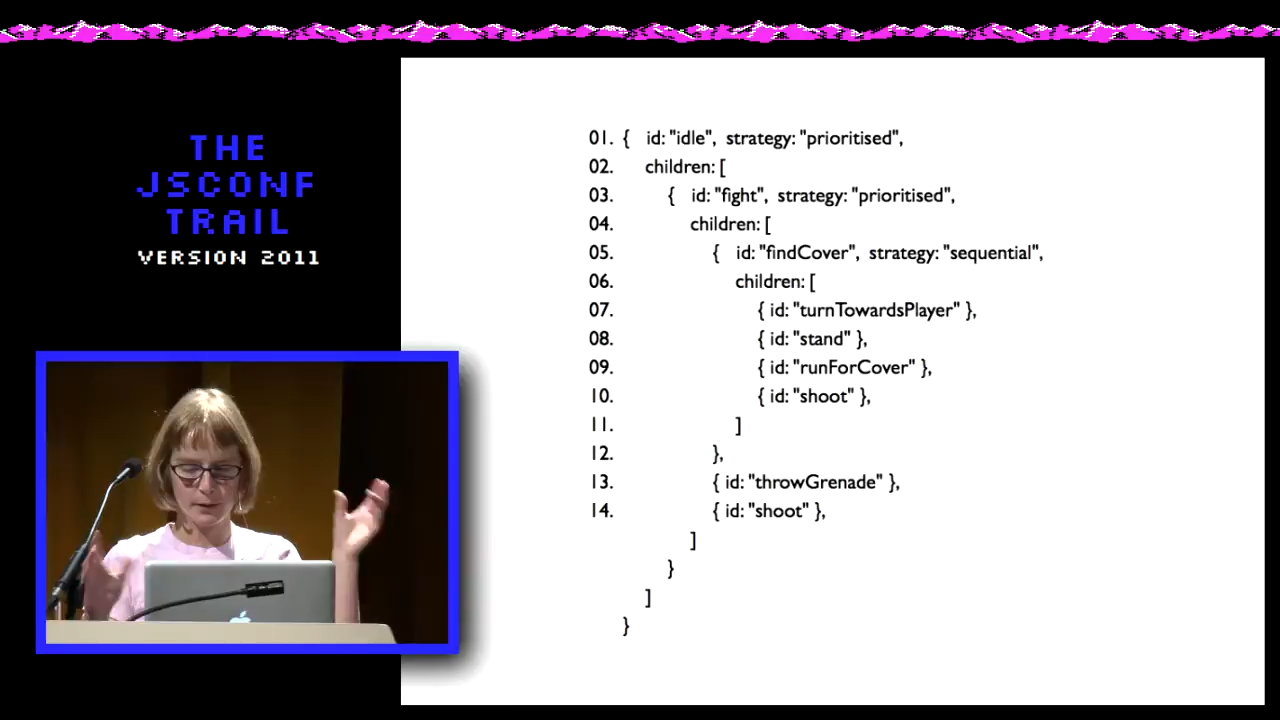 THE
JSCONF
TRAIL
VERSION 2011
01. { id: "idle", strategy: "prioritised",
02. children: [
03. { id: "fight", strategy: "prioritised",
04. children: [
05. { id: "findCover", strategy: "sequential",
06. children: [
07. { id: "turnTowardsPlayer" },
08. { id: "stand" },
09. { id: "runForCover" },
10. { id: "shoot" },
11. ]
12. },
13. { id: "throwGrenade" },
14. { id: "shoot" },
]
}
]
}